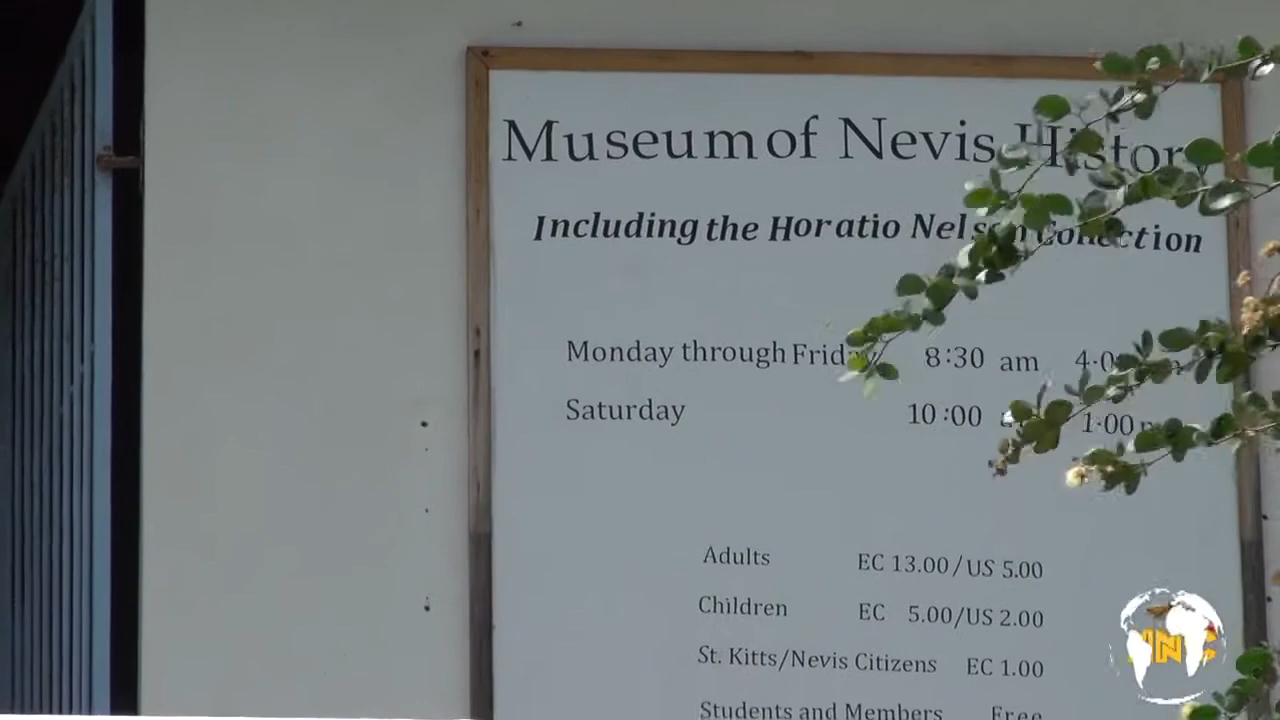 Museum of Nevis History
Including the Horatio Nelson Collection
Monday through Friday 8:30 am 4:0
Saturday 10:00 1:00
Adults EC 13.00/US 5.00
Children EC 5.00/US 2.00
St. Kitts/Nevis Citizens EC 1.00
Students and Members Free